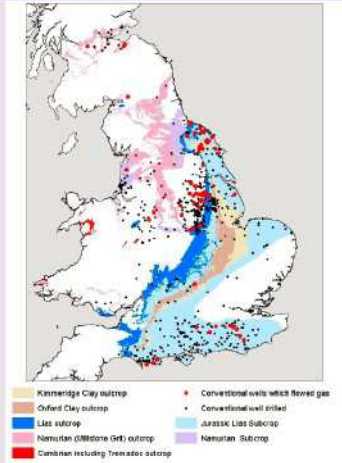 Kimmeridge Clay outcrop
Oxford Clay outcrop
Lias outcrop
Namurian (Millstone Grit) outcrop
Cambrian including Tremadoc outcrop
Conventional wells which flowed gas
Conventional well drilled
Jurassic Lias Subcrop
Namurian Subcrop